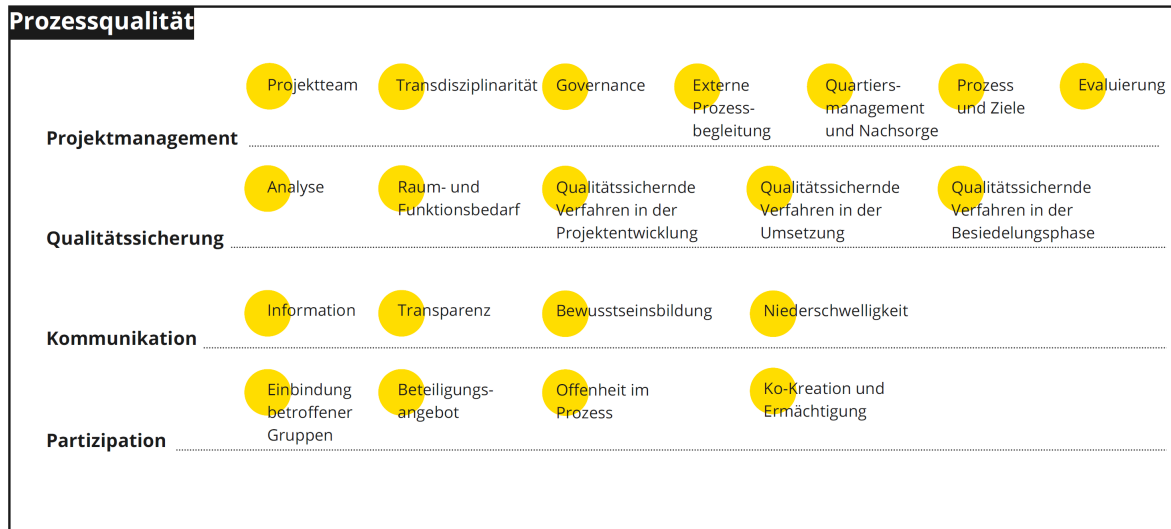 Prozessqualität
Projektmanagement
Projektteam
Transdisziplinarität
Governance
Externe
Prozess-
begleitung
Quartiers-
management
und Nachsorge
Prozess
und Ziele
Evaluierung
Qualitätssicherung
Analyse
Raum- und
Funktionsbedarf
Qualitätssichernde
Verfahren in der
Projektentwicklung
Qualitätssichernde
Verfahren in der
Umsetzung
Qualitätssichernde
Verfahren in der
Besiedelungsphase
Kommunikation
Information
Transparenz
Bewusstseinsbildung
Niederschwelligkeit
Partizipation
Einbindung
betroffener
Gruppen
Beteiligungs-
angebot
Offenheit im
Prozess
Ko-Kreation und
Ermächtigung